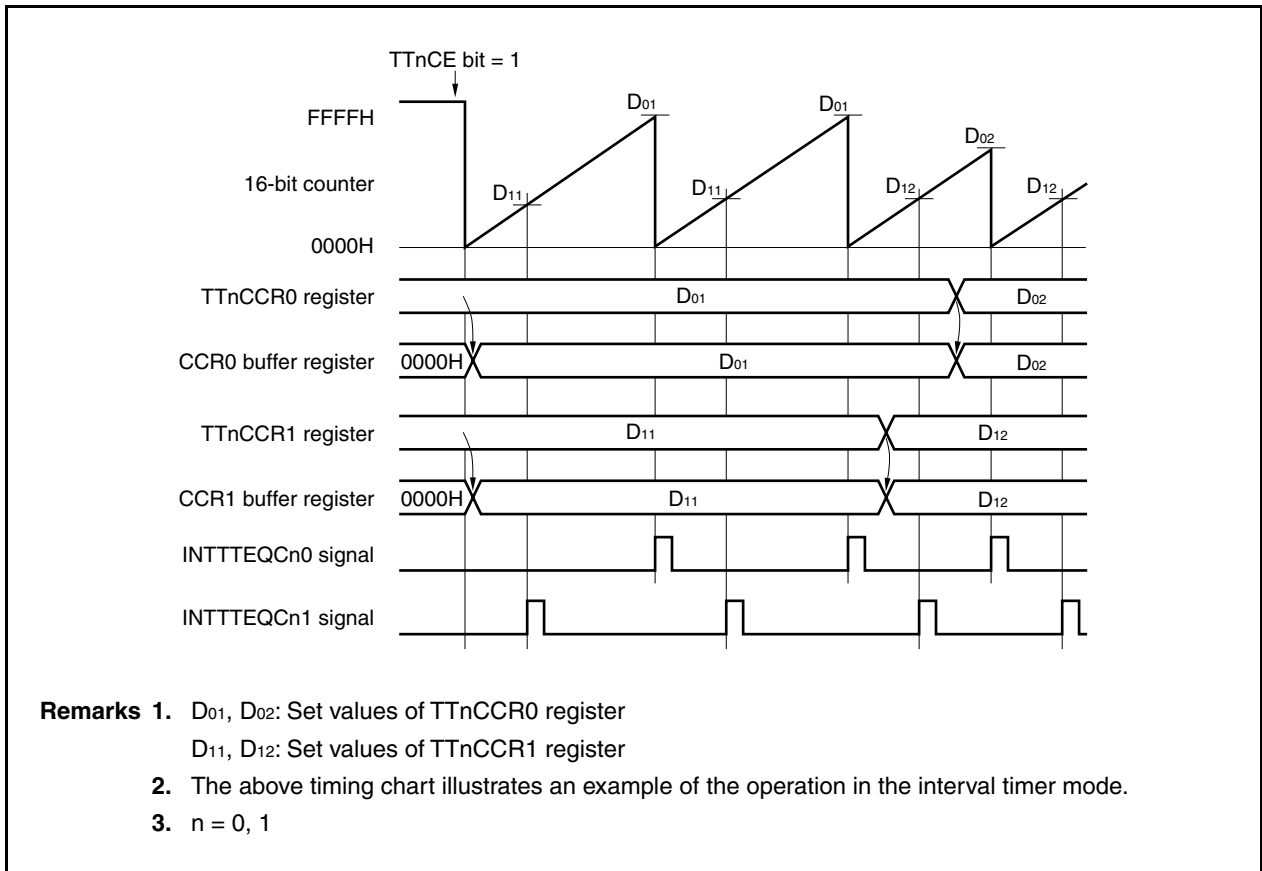 TTnCE bit = 1
FFFFH
D01
D01
D02
16-bit counter
D11
D11
D12
D12
0000H
TTnCCR0 register
D01
D02
CCR0 buffer register
0000H
D01
D02
TTnCCR1 register
D11
D12
CCR1 buffer register
0000H
D11
D12
INTTTEQCn0 signal
INTTTEQCn1 signal
Remarks 1. D01, D02: Set values of TTnCCR0 register
D11, D12: Set values of TTnCCR1 register
2. The above timing chart illustrates an example of the operation in the interval timer mode.
3. n = 0, 1